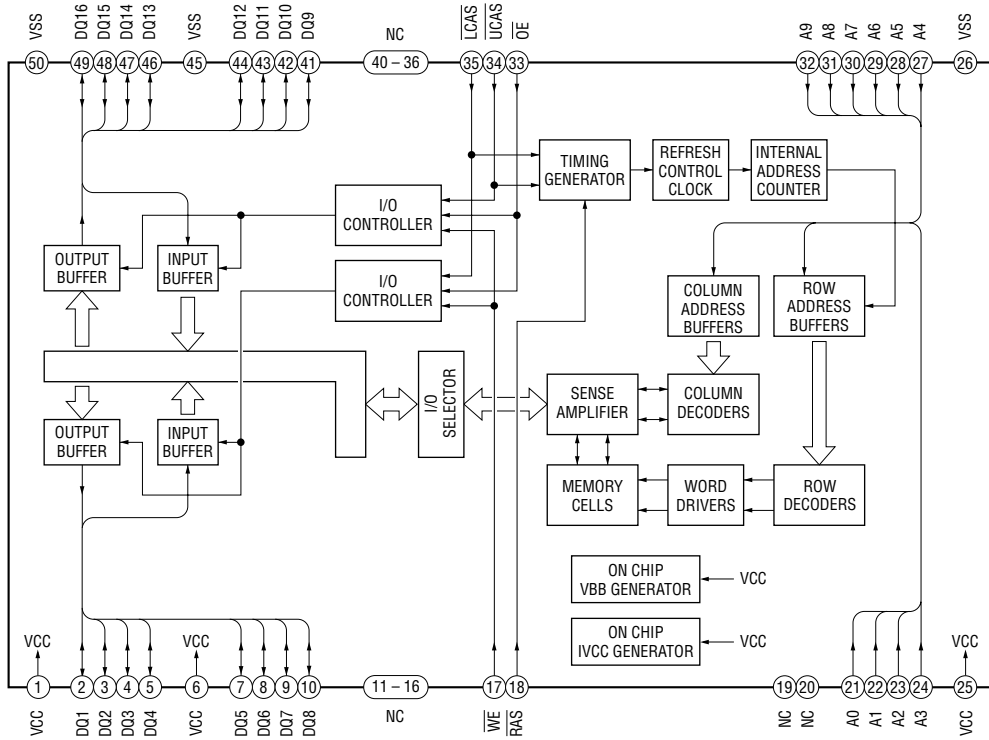 VSS DQ16 DQ15 DQ14 DQ13 VSS DQ12 DQ11 DQ10 DQ9 NC LCAS UCAS OE A9 A8 A7 A6 A5 A4 VSS
50 49 48 47 46 45 44 43 42 41 40 – 36 35 34 33 32 31 30 29 28 27 26
TIMING
GENERATOR
REFRESH
CONTROL
CLOCK
INTERNAL
ADDRESS
COUNTER
I/O
CONTROLLER
OUTPUT
BUFFER
INPUT
BUFFER
I/O
CONTROLLER
COLUMN
ADDRESS
BUFFERS
ROW
ADDRESS
BUFFERS
I/O
SELECTOR
SENSE
AMPLIFIER
COLUMN
DECODERS
OUTPUT
BUFFER
INPUT
BUFFER
MEMORY
CELLS
WORD
DRIVERS
ROW
DECODERS
ON CHIP
VBB GENERATOR
VCC
ON CHIP
IVCC GENERATOR
VCC
VCC VCC VCC
1 2 3 4 5 6 7 8 9 10 11 – 16 17 18 19 20 21 22 23 24 25
VCC DQ1 DQ2 DQ3 DQ4 VCC DQ5 DQ6 DQ7 DQ8 NC WE RAS NC NC A0 A1 A2 A3 VCC